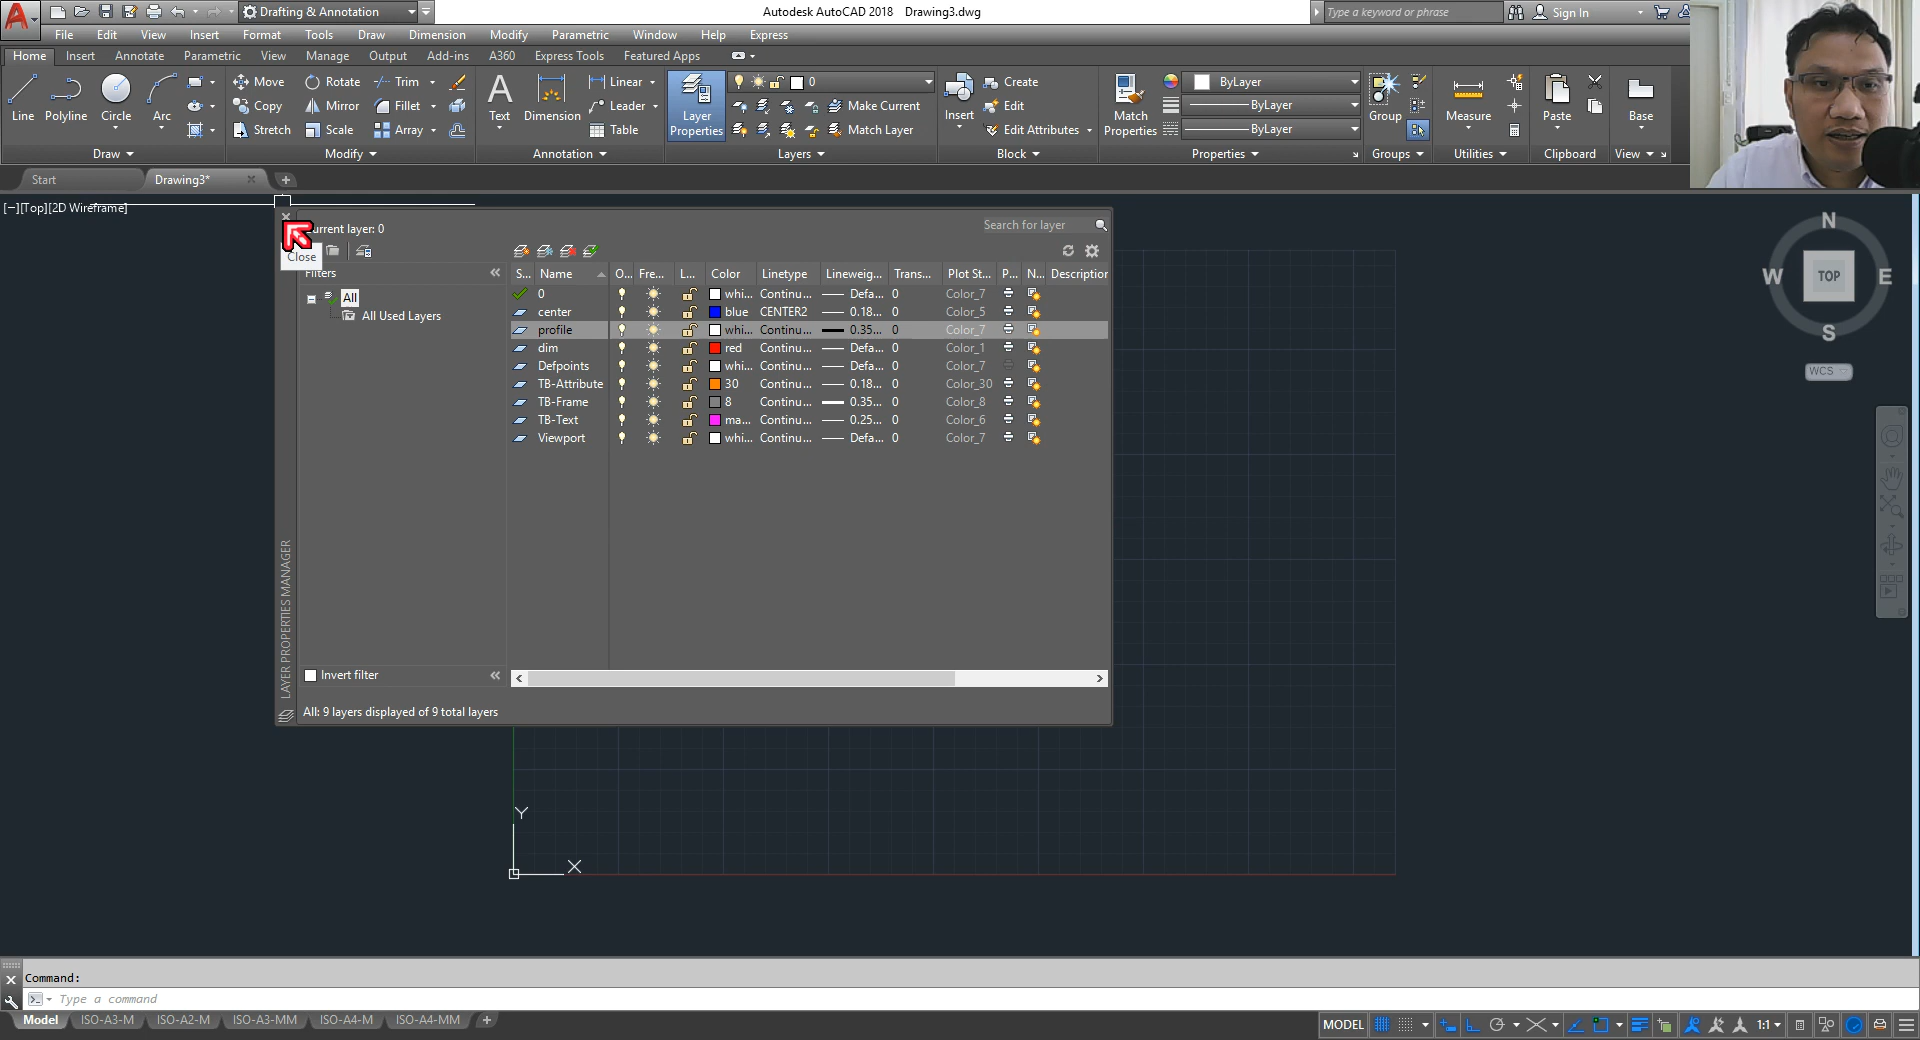 Drafting & Annotation
Autodesk AutoCAD 2018 Drawing3.dwg
Type a keyword or phrase
Sign In
File Edit View Insert Format Tools Draw Dimension Modify Parametric Window Help Express
Home Insert Annotate Parametric View Manage Output Add-ins A360 Express Tools Featured Apps
Line Polyline Circle Arc
Move Rotate Trim
Copy Mirror Fillet
Stretch Scale Array
Text Dimension
Linear
Leader
Table
Layer Properties
0
Make Current
Match Layer
Insert
Create
Edit
Edit Attributes
Match Properties
ByLayer
ByLayer
ByLayer
Group Measure Paste Base
Draw Modify Annotation Layers Block Properties Groups Utilities Clipboard View
Start Drawing3*
[−][Top][2D Wireframe]
urrent layer: 0
Search for layer
Close
Filters
All
All Used Layers
S... Name O.. Fre... L... Color Linetype Lineweig... Trans... Plot St... P... N... Description
0 whi... Continu... Defa... 0 Color_7
center blue CENTER2 0.18... 0 Color_5
profile whi... Continu... 0.35... 0 Color_7
dim red Continu... Defa... 0 Color_1
Defpoints whi... Continu... Defa... 0 Color_7
TB-Attribute 30 Continu... 0.18... 0 Color_30
TB-Frame 8 Continu... 0.35... 0 Color_8
TB-Text ma... Continu... 0.25... 0 Color_6
Viewport whi... Continu... Defa... 0 Color_7
Invert filter
All: 9 layers displayed of 9 total layers
LAYER PROPERTIES MANAGER
N
W TOP E
S
WCS
Y
X
Command:
Type a command
Model ISO-A3-M ISO-A2-M ISO-A3-MM ISO-A4-M ISO-A4-MM
MODEL 1:1